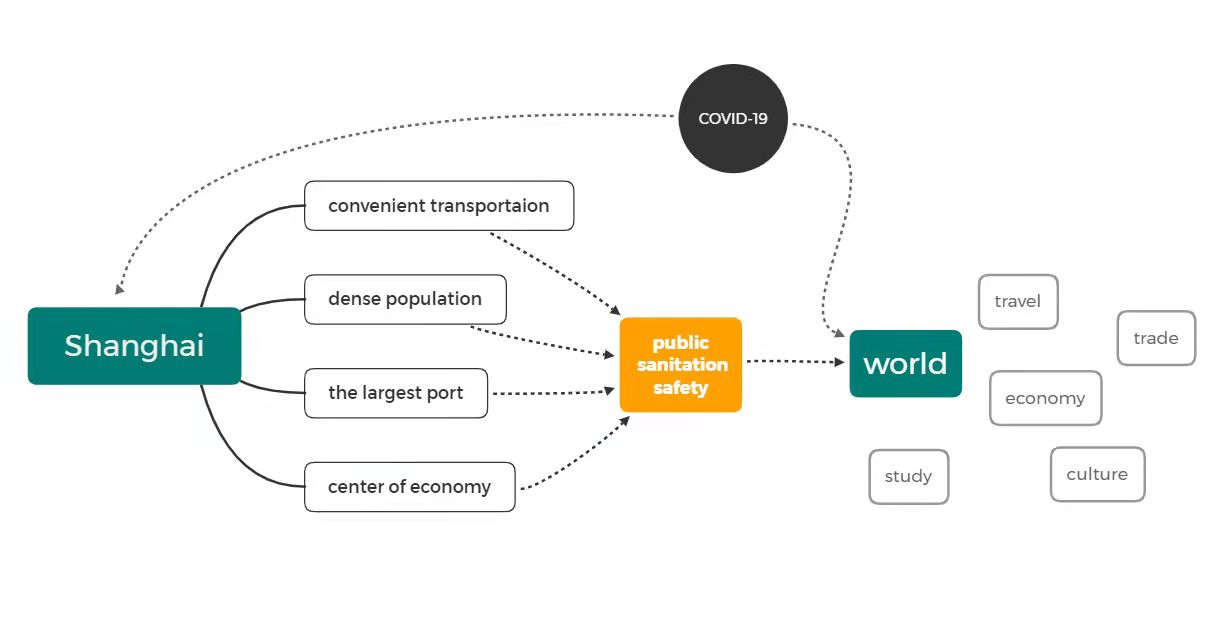 COVID-19
convenient transportaion
dense population
Shanghai
the largest port
center of economy
public
sanitation
safety
world
travel
trade
economy
study
culture